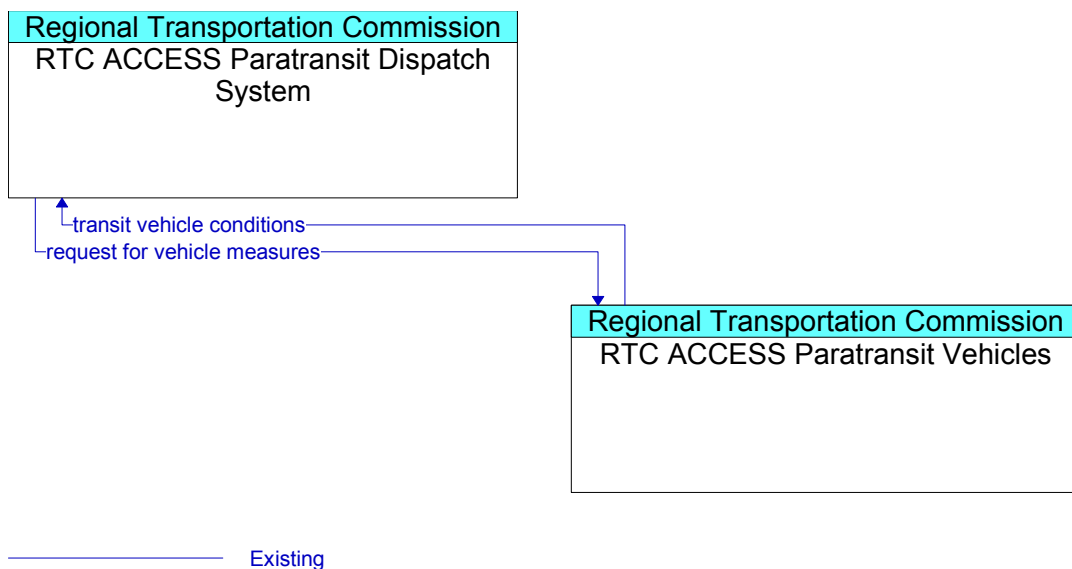 Regional Transportation Commission
RTC ACCESS Paratransit Dispatch
System
transit vehicle conditions
request for vehicle measures
Regional Transportation Commission
RTC ACCESS Paratransit Vehicles
Existing